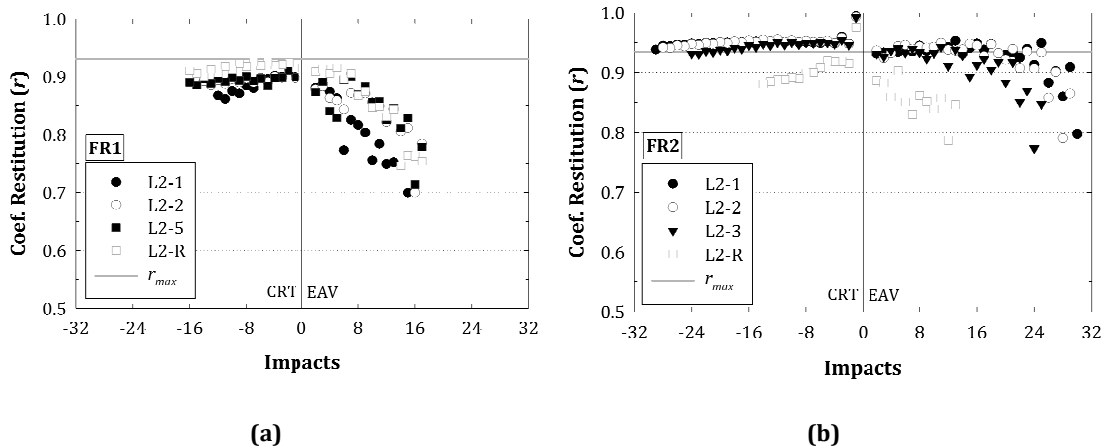 1.0
0.9
0.8
0.7
0.6
0.5
Coef. Restitution (r)
FR1
L2-1
L2-2
L2-5
L2-R
rmax
CRT EAV
-32 -24 -16 -8 0 8 16 24 32
Impacts
(a)
1.0
0.9
0.8
0.7
0.6
0.5
Coef. Restitution (r)
FR2
L2-1
L2-2
L2-3
L2-R
rmax
CRT EAV
-32 -24 -16 -8 0 8 16 24 32
Impacts
(b)